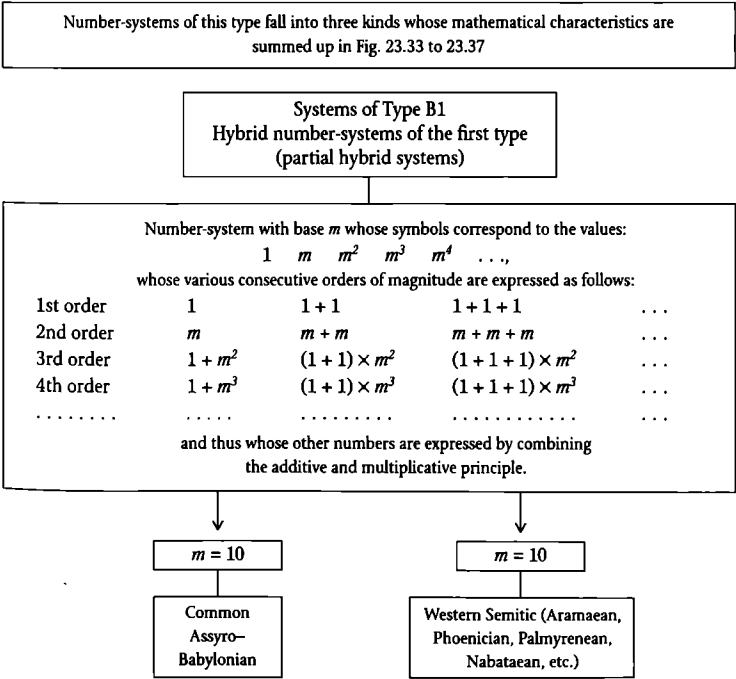 Number-systems of this type fall into three kinds whose mathematical characteristics are
summed up in Fig. 23.33 to 23.37
Systems of Type B1
Hybrid number-systems of the first type
(partial hybrid systems)
Number-system with base m whose symbols correspond to the values:
1 m m² m³ m⁴ . . .,
whose various consecutive orders of magnitude are expressed as follows:
1st order 1 1 + 1 1 + 1 + 1 . . .
2nd order m m + m m + m + m . . .
3rd order 1 + m² (1 + 1) × m² (1 + 1 + 1) × m² . . .
4th order 1 + m³ (1 + 1) × m³ (1 + 1 + 1) × m³ . . .
. . . . . . . . . . . . . . . . . . . . . . . . . . . . . . . . . . . . .
and thus whose other numbers are expressed by combining
the additive and multiplicative principle.
m = 10 m = 10
Common
Assyro–
Babylonian
Western Semitic (Aramaean,
Phoenician, Palmyrenean,
Nabataean, etc.)